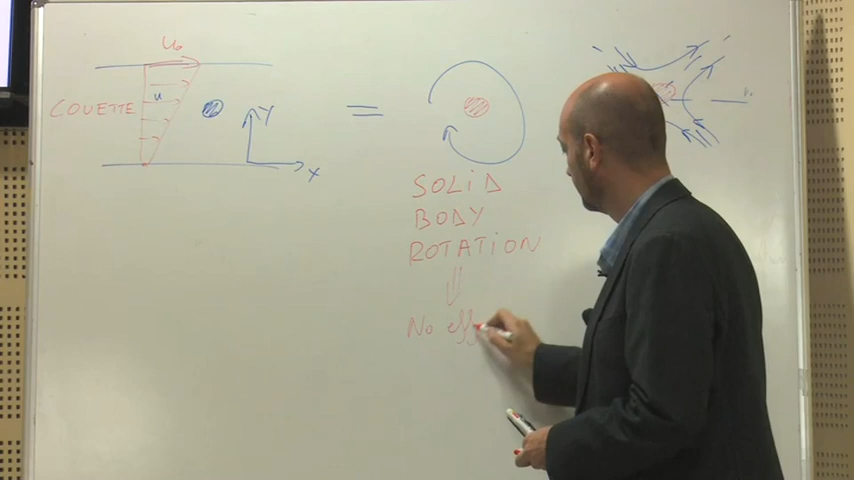 U₀
COUETTE
u
Y
X
=
SOLID
BODY
ROTATION
⇓
No eff